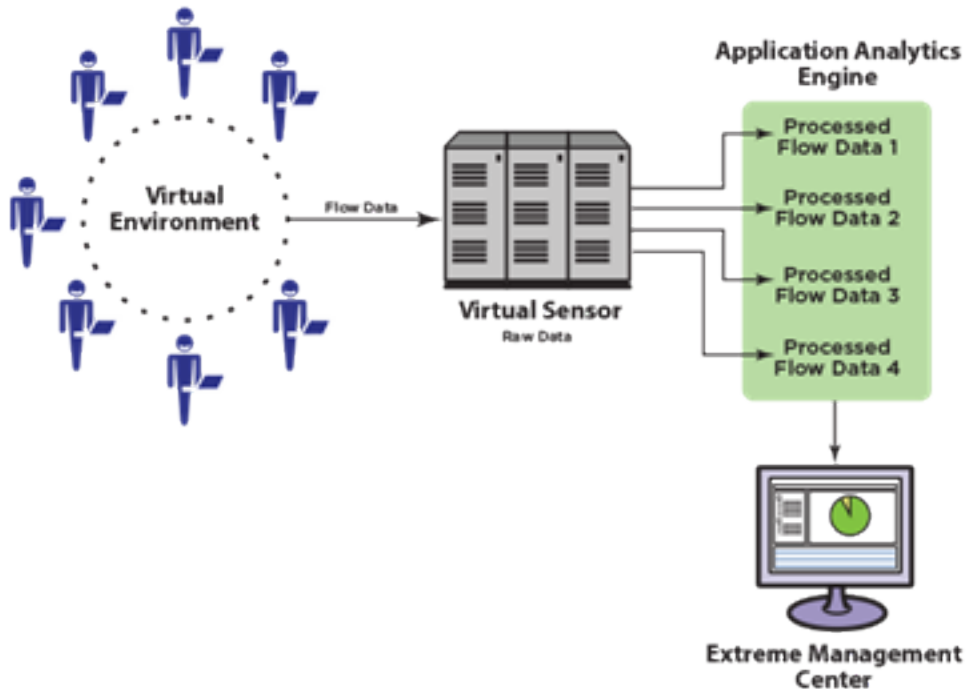 Application Analytics
Engine
Virtual
Environment
Flow Data
Virtual Sensor
Raw Data
Processed
Flow Data 1
Processed
Flow Data 2
Processed
Flow Data 3
Processed
Flow Data 4
Extreme Management
Center